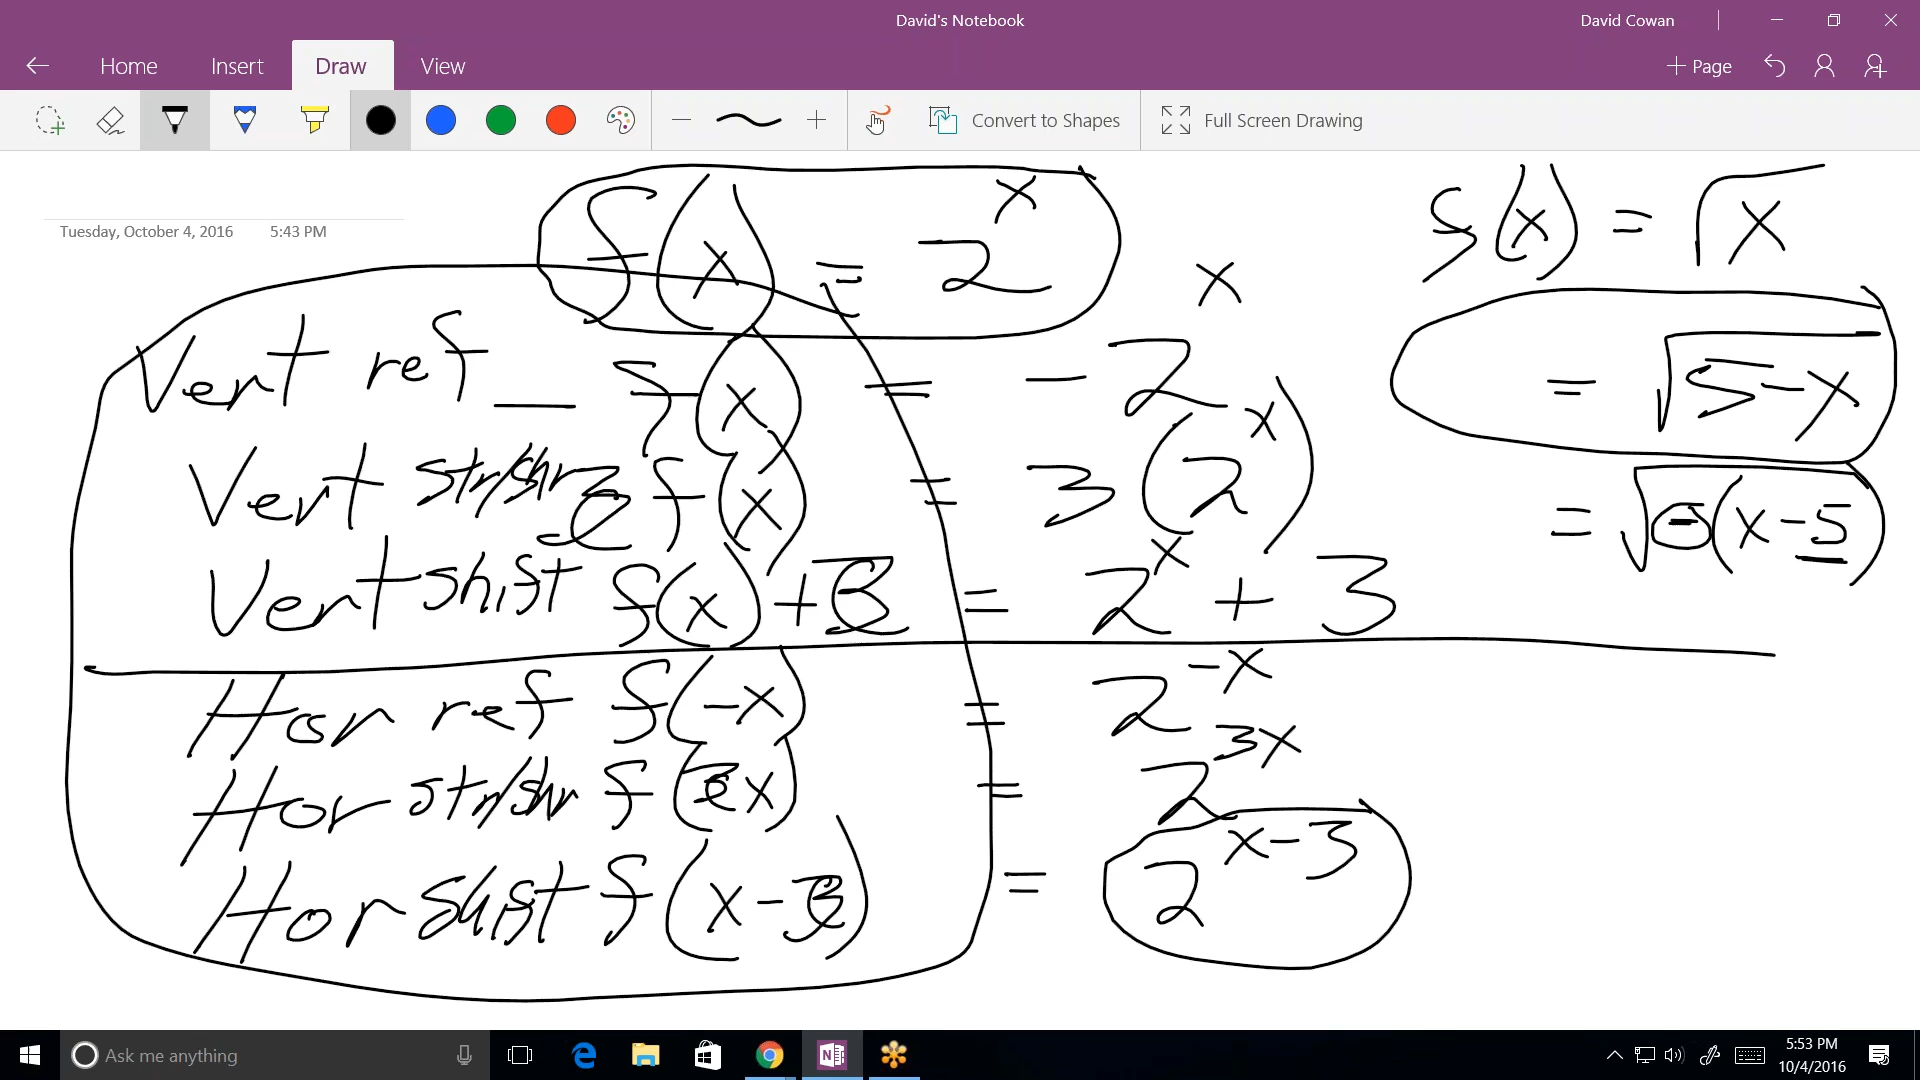 David's Notebook
David Cowan
Home Insert Draw View
Page
Convert to Shapes
Full Screen Drawing
Tuesday, October 4, 2016 5:43 PM
f(x) = 2^x
Vert ref -f(x) = -2^x
Vert str/shr f(x) = 3(2^x)
Vert shift f(x) + 3 = 2^x + 3
Hor ref f(-x) = 2^-x
Hor str/shr f(3x) = 2^3x
Hor shift f(x-3) = 2^x-3
f(x) = √x
= √5-x
= √-(x-5)
Ask me anything
5:53 PM
10/4/2016